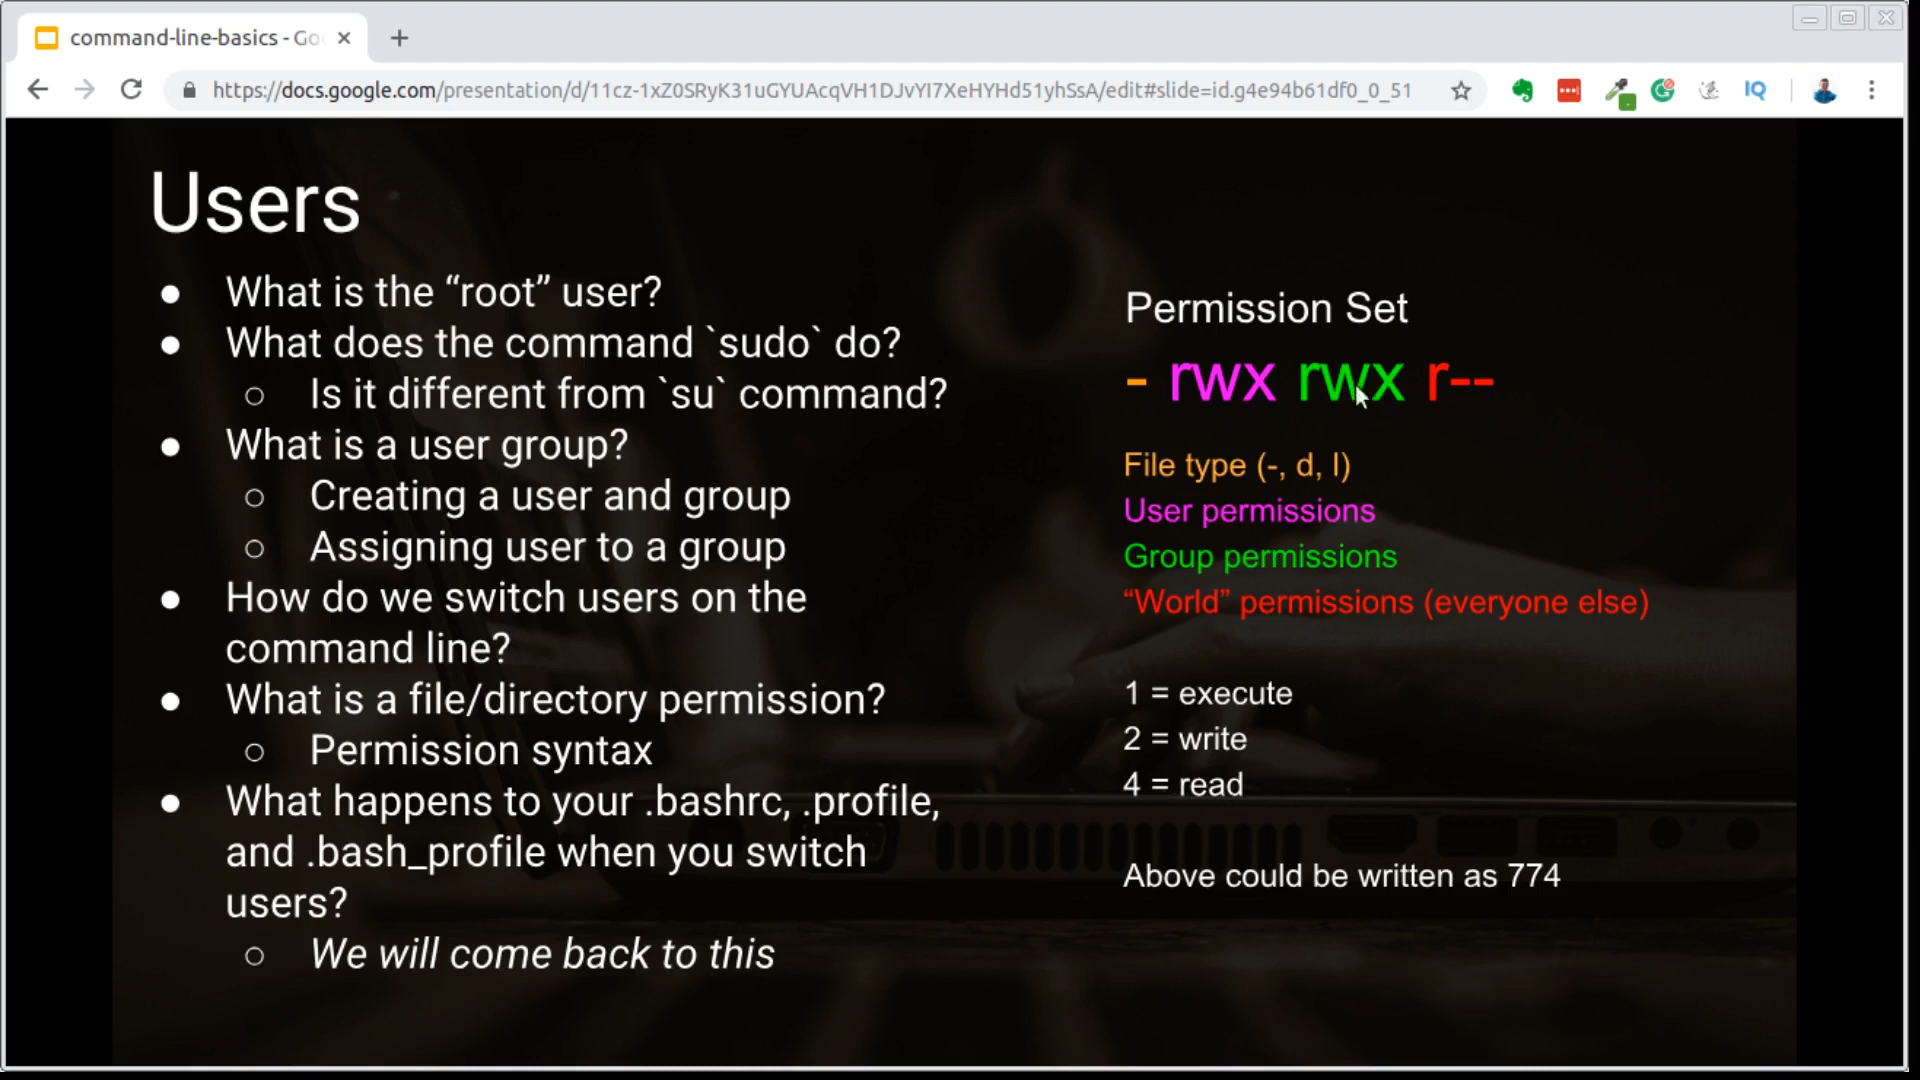 command-line-basics - Goo
https://docs.google.com/presentation/d/11cz-1xZ0SRyK31uGYUAcqVH1DJvYI7XeHYHd51yhSsA/edit#slide=id.g4e94b61df0_0_51
IQ
Users
● What is the “root” user?
● What does the command `sudo` do?
○ Is it different from `su` command?
● What is a user group?
○ Creating a user and group
○ Assigning user to a group
● How do we switch users on the
command line?
● What is a file/directory permission?
○ Permission syntax
● What happens to your .bashrc, .profile,
and .bash_profile when you switch
users?
○ We will come back to this
Permission Set
- rwx rwx r--
File type (-, d, l)
User permissions
Group permissions
“World” permissions (everyone else)
1 = execute
2 = write
4 = read
Above could be written as 774